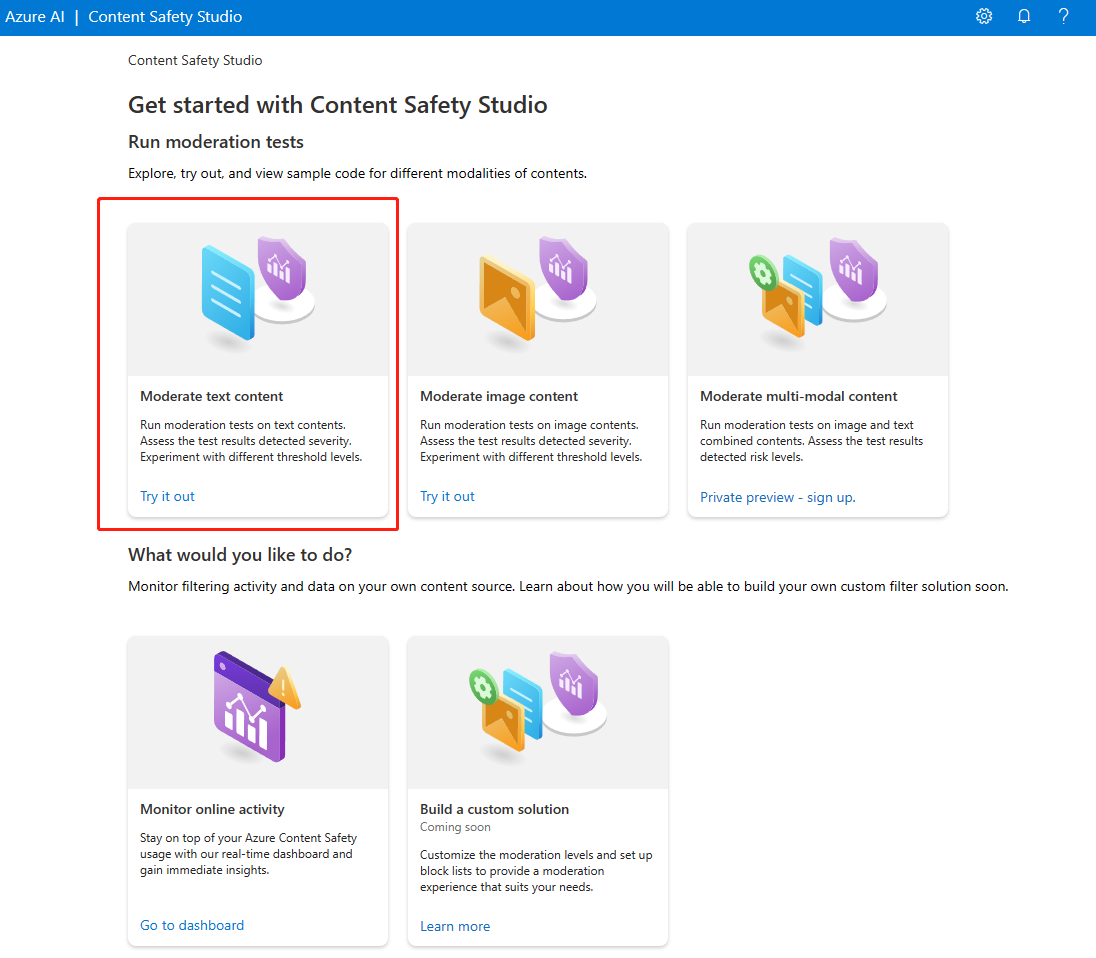 Azure AI | Content Safety Studio
Content Safety Studio
Get started with Content Safety Studio
Run moderation tests
Explore, try out, and view sample code for different modalities of contents.
Moderate text content
Run moderation tests on text contents.
Assess the test results detected severity.
Experiment with different threshold levels.
Try it out
Moderate image content
Run moderation tests on image contents.
Assess the test results detected severity.
Experiment with different threshold levels.
Try it out
Moderate multi-modal content
Run moderation tests on image and text
combined contents. Assess the test results
detected risk levels.
Private preview - sign up.
What would you like to do?
Monitor filtering activity and data on your own content source. Learn about how you will be able to build your own custom filter solution soon.
Monitor online activity
Stay on top of your Azure Content Safety
usage with our real-time dashboard and
gain immediate insights.
Go to dashboard
Build a custom solution
Coming soon
Customize the moderation levels and set up
block lists to provide a moderation
experience that suits your needs.
Learn more